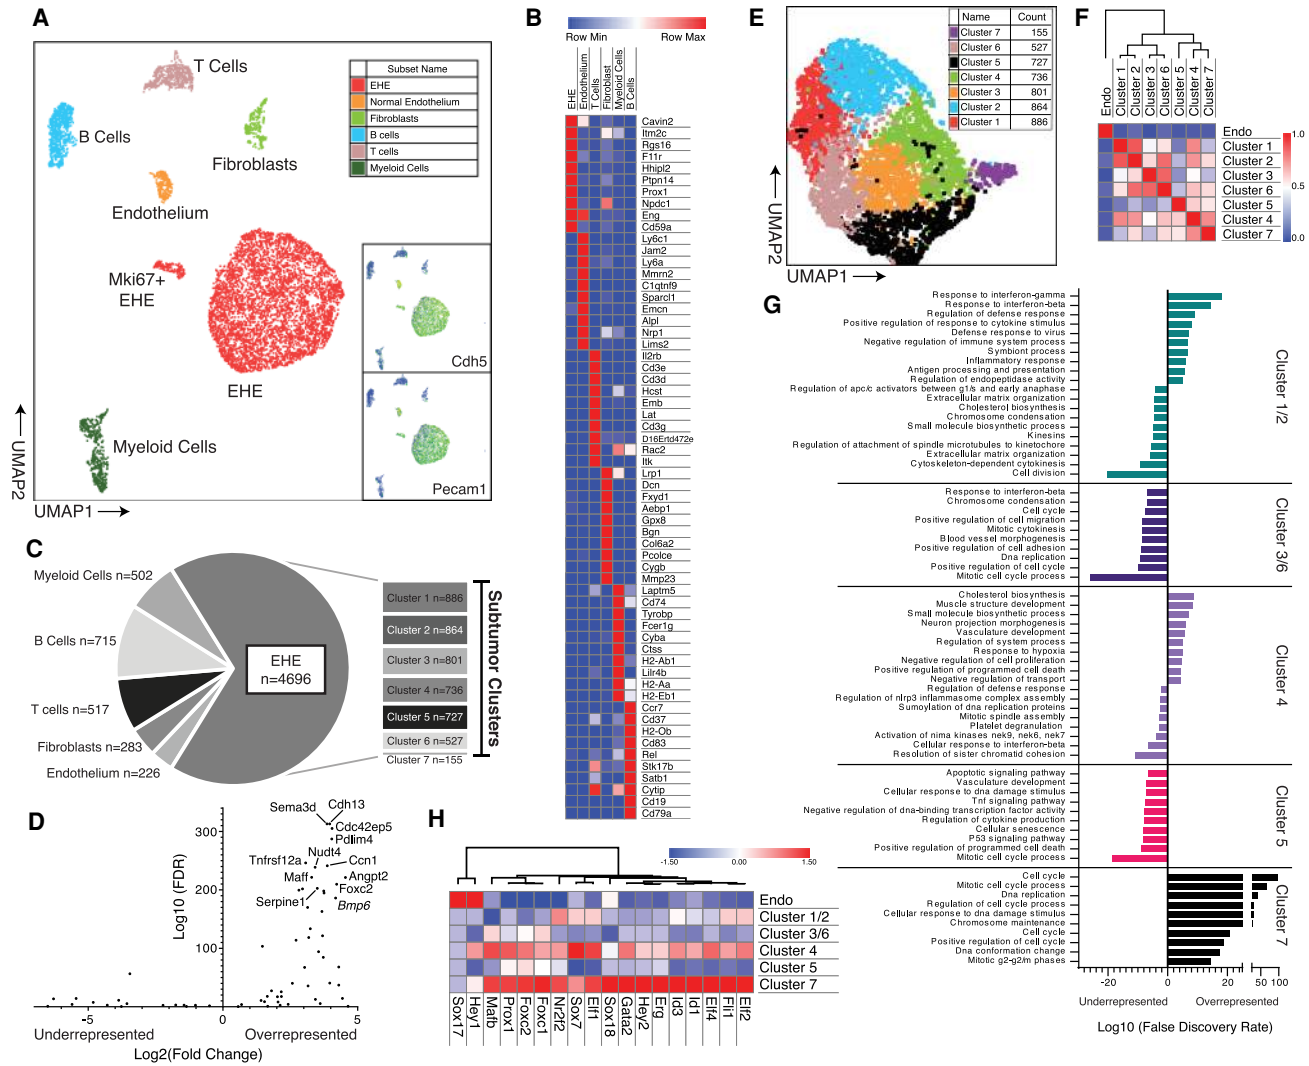 A
T Cells
B Cells
Fibroblasts
Endothelium
Mki67+
EHE
EHE
Myeloid Cells
Subset Name
EHE
Normal Endothelium
Fibroblasts
B cells
T cells
Myeloid Cells
Cdh5
Pecam1
UMAP2
UMAP1
B
Row Min
Row Max
EHE
Endothelium
T Cells
Fibroblast
Myeloid Cells
B Cells
Cavin2
Itm2c
Rgs16
F11r
Hhipl2
Ptpn14
Prox1
Npdc1
Eng
Cd59a
Ly6c1
Jam2
Ly6a
Mmrn2
C1qtnf9
Sparcl1
Emcn
Alpl
Nrp1
Lims2
Il2rb
Cd3e
Cd3d
Hcst
Emb
Lat
Cd3g
D16Ertd472e
Rac2
Itk
Lrp1
Dcn
Fxyd1
Aebp1
Gpx8
Bgn
Col6a2
Pcolce
Cygb
Mmp23
Laptm5
Cd74
Tyrobp
Fcer1g
Cyba
Ctss
H2-Ab1
Lilr4b
H2-Aa
H2-Eb1
Ccr7
Cd37
H2-Ob
Cd83
Rel
Stk17b
Satb1
Cytip
Cd19
Cd79a
C
Myeloid Cells n=502
B Cells n=715
T cells n=517
Fibroblasts n=283
Endothelium n=226
EHE
n=4696
Cluster 1 n=886
Cluster 2 n=864
Cluster 3 n=801
Cluster 4 n=736
Cluster 5 n=727
Cluster 6 n=527
Cluster 7 n=155
Subtumor Clusters
D
Sema3d
Cdh13
Cdc42ep5
Pdlim4
Nudt4
Tnfrsf12a
Ccn1
Maff
Angpt2
Foxc2
Serpine1
Bmp6
300
200
100
Log10 (FDR)
-5
0
5
Underrepresented
Overrepresented
Log2(Fold Change)
E
Name Count
Cluster 7 155
Cluster 6 527
Cluster 5 727
Cluster 4 736
Cluster 3 801
Cluster 2 864
Cluster 1 886
UMAP2
UMAP1
F
Endo
Cluster 1
Cluster 2
Cluster 3
Cluster 6
Cluster 5
Cluster 4
Cluster 7
Endo
Cluster 1
Cluster 2
Cluster 3
Cluster 6
Cluster 5
Cluster 4
Cluster 7
1.0
0.5
0.0
G
Response to interferon-gamma
Response to interferon-beta
Regulation of defense response
Positive regulation of response to cytokine stimulus
Defense response to virus
Negative regulation of immune system process
Symbiont process
Inflammatory response
Antigen processing and presentation
Regulation of endopeptidase activity
Regulation of apc/c activators between g1/s and early anaphase
Extracellular matrix organization
Cholesterol biosynthesis
Chromosome condensation
Small molecule biosynthetic process
Kinesins
Regulation of attachment of spindle microtubules to kinetochore
Extracellular matrix organization
Cytoskeleton-dependent cytokinesis
Cell division
Cluster 1/2
Response to interferon-beta
Chromosome condensation
Cell cycle
Positive regulation of cell migration
Mitotic cytokinesis
Blood vessel morphogenesis
Positive regulation of cell adhesion
Dna replication
Positive regulation of cell cycle
Mitotic cell cycle process
Cluster 3/6
Cholesterol biosynthesis
Muscle structure development
Small molecule biosynthetic process
Neuron projection morphogenesis
Vasculature development
Regulation of system process
Response to hypoxia
Negative regulation of cell proliferation
Positive regulation of programmed cell death
Negative regulation of transport
Regulation of defense response
Regulation of nlrp3 inflammasome complex assembly
Sumoylation of dna replication proteins
Mitotic spindle assembly
Platelet degranulation
Activation of nima kinases nek9, nek6, nek7
Cellular response to interferon-beta
Resolution of sister chromatid cohesion
Cluster 4
Apoptotic signaling pathway
Vasculature development
Cellular response to dna damage stimulus
Tnf signaling pathway
Negative regulation of dna-binding transcription factor activity
Regulation of cytokine production
Cellular senescence
P53 signaling pathway
Positive regulation of programmed cell death
Mitotic cell cycle process
Cluster 5
Cell cycle
Mitotic cell cycle process
Dna replication
Regulation of cell cycle process
Cellular response to dna damage stimulus
Chromosome maintenance
Cell cycle
Positive regulation of cell cycle
Dna conformation change
Mitotic g2-g2/m phases
Cluster 7
-20 0 20 50 100
Underrepresented
Overrepresented
Log10 (False Discovery Rate)
H
-1.50
0.00
1.50
Endo
Cluster 1/2
Cluster 3/6
Cluster 4
Cluster 5
Cluster 7
Sox17
Hey1
Mafb
Prox1
Foxc2
Foxc1
Nr2f2
Sox7
Elf1
Sox18
Gata2
Hey2
Erg
Id3
Id1
Elf4
Fli1
Elf2